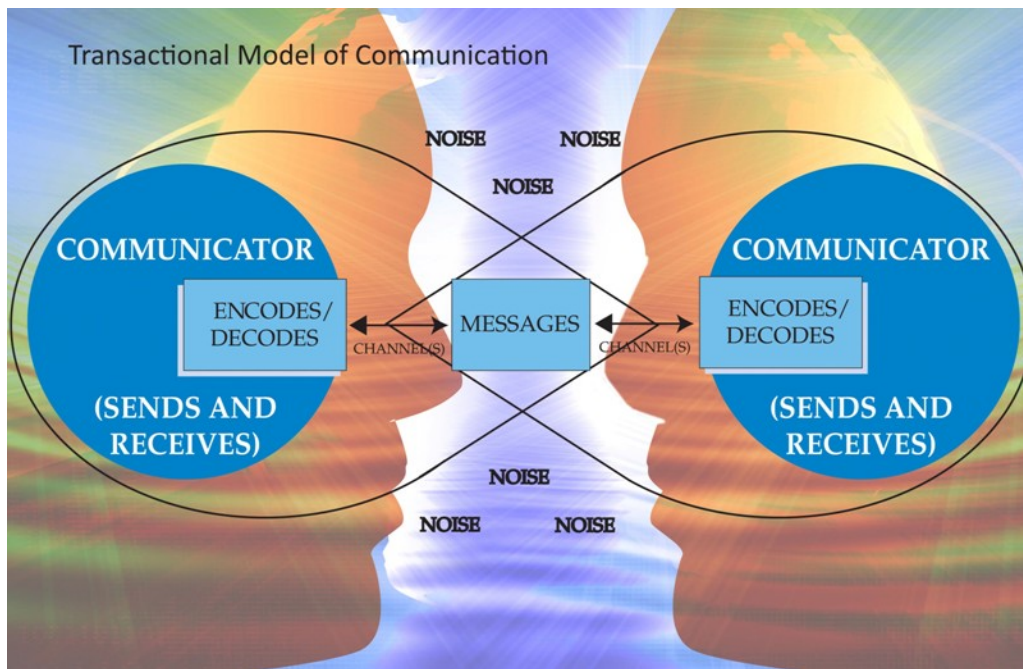 Transactional Model of Communication
NOISE NOISE
NOISE
COMMUNICATOR
ENCODES/
DECODES
(SENDS AND
RECEIVES)
CHANNEL(S)
MESSAGES
CHANNEL(S)
COMMUNICATOR
ENCODES/
DECODES
(SENDS AND
RECEIVES)
NOISE
NOISE NOISE